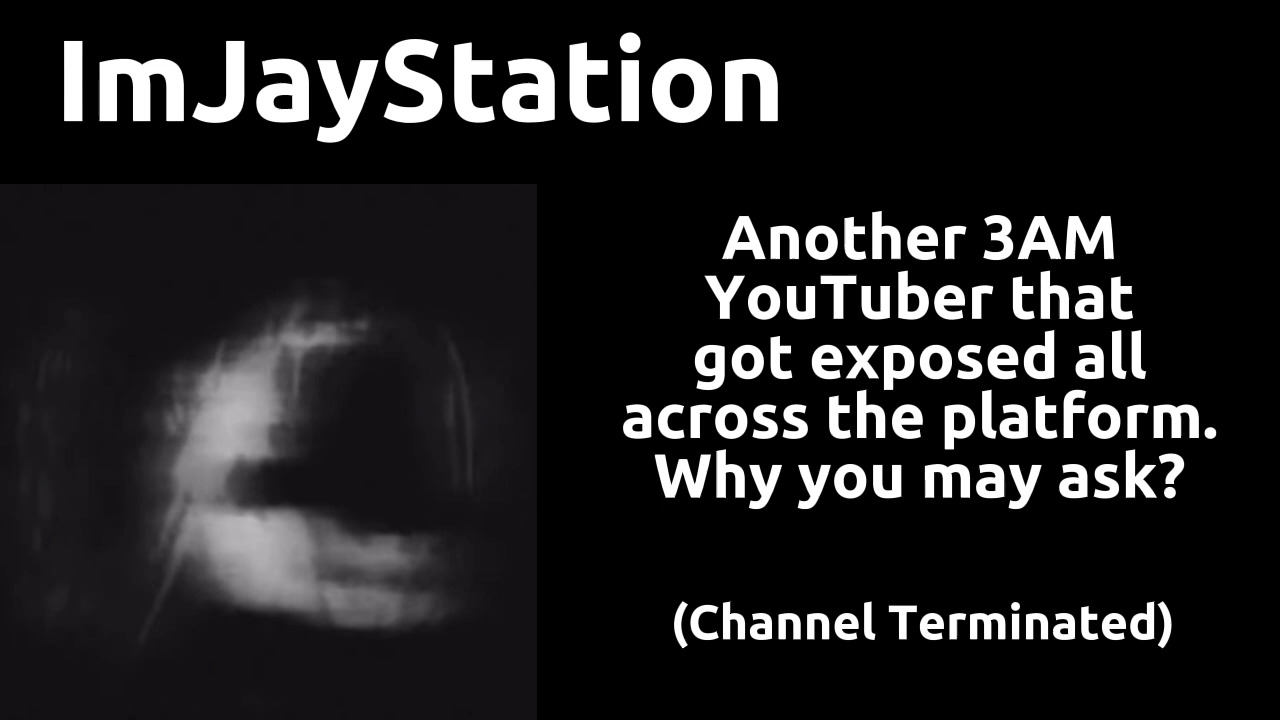 ImJayStation
Another 3AM
YouTuber that
got exposed all
across the platform.
Why you may ask?
(Channel Terminated)